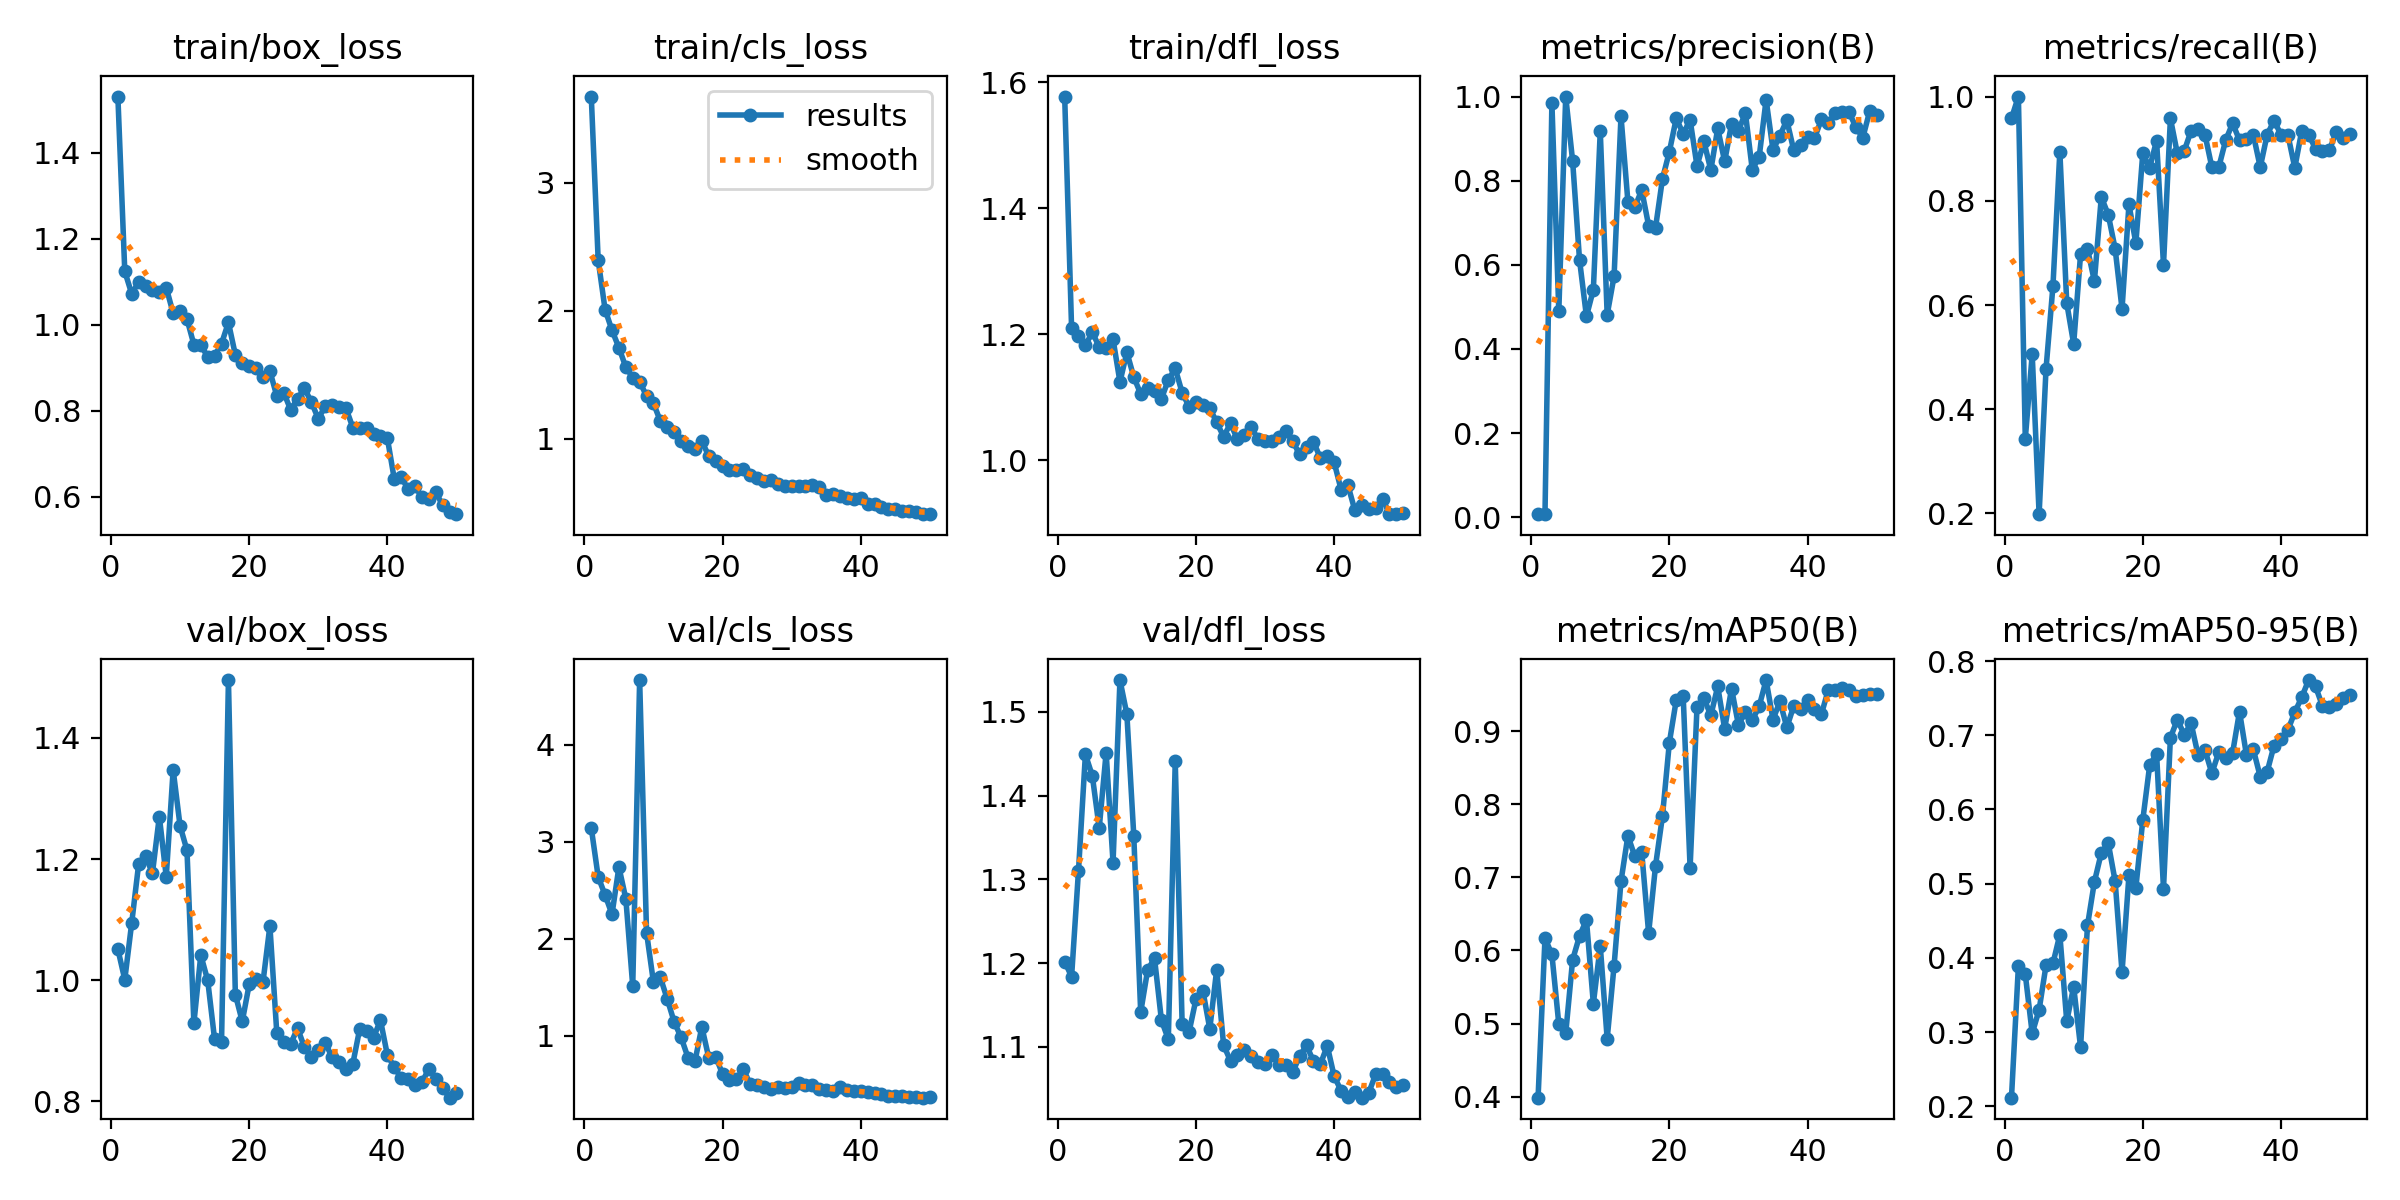 train/box_loss
1.4
1.2
1.0
0.8
0.6
0 20 40
train/cls_loss
results
smooth
3
2
1
0 20 40
train/dfl_loss
1.6
1.4
1.2
1.0
0 20 40
metrics/precision(B)
1.0
0.8
0.6
0.4
0.2
0.0
0 20 40
metrics/recall(B)
1.0
0.8
0.6
0.4
0.2
0 20 40
val/box_loss
1.4
1.2
1.0
0.8
0 20 40
val/cls_loss
4
3
2
1
0 20 40
val/dfl_loss
1.5
1.4
1.3
1.2
1.1
0 20 40
metrics/mAP50(B)
0.9
0.8
0.7
0.6
0.5
0.4
0 20 40
metrics/mAP50-95(B)
0.8
0.7
0.6
0.5
0.4
0.3
0.2
0 20 40